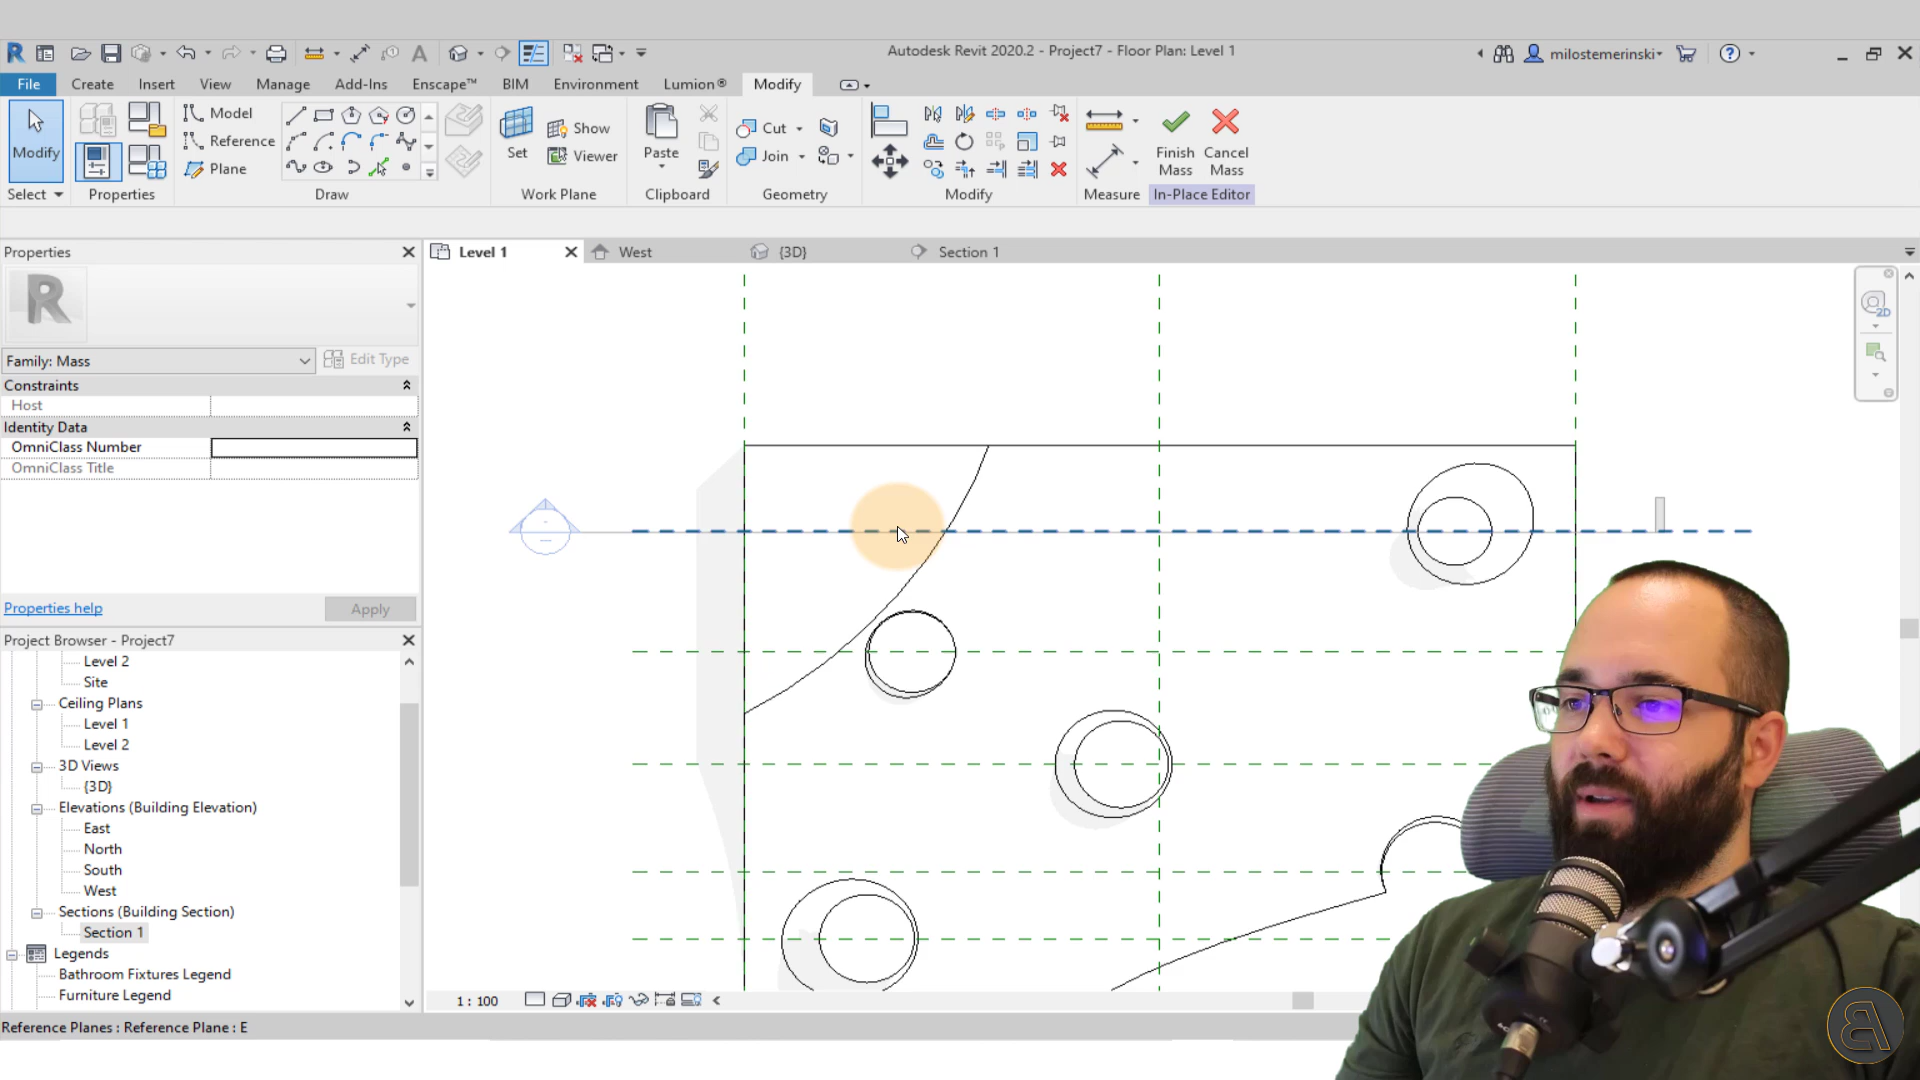 Autodesk Revit 2020.2 - Project7 - Floor Plan: Level 1
milostemerinski
File Create Insert View Manage Add-Ins Enscape™ BIM Environment Lumion® Modify
Modify
Model
Reference
Plane
Set
Show
Viewer
Paste
Cut
Join
Finish Mass
Cancel Mass
Select Properties Draw Work Plane Clipboard Geometry Modify Measure In-Place Editor
Properties
Level 1 West {3D} Section 1
2D
R
Family: Mass Edit Type
Constraints
Host
Identity Data
OmniClass Number
OmniClass Title
Properties help Apply
Project Browser - Project7
Level 2
Site
Ceiling Plans
Level 1
Level 2
3D Views
{3D}
Elevations (Building Elevation)
East
North
South
West
Sections (Building Section)
Section 1
Legends
Bathroom Fixtures Legend
Furniture Legend
1 : 100
Reference Planes : Reference Plane : E